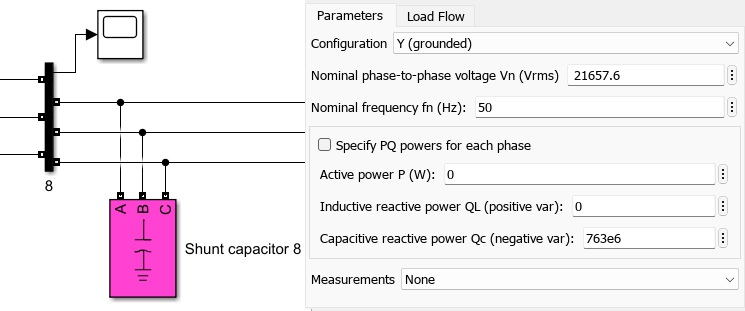 8
A B C
Shunt capacitor 8
Parameters Load Flow
Configuration Y (grounded)
Nominal phase-to-phase voltage Vn (Vrms) 21657.6
Nominal frequency fn (Hz): 50
Specify PQ powers for each phase
Active power P (W): 0
Inductive reactive power QL (positive var): 0
Capacitive reactive power Qc (negative var): 763e6
Measurements None